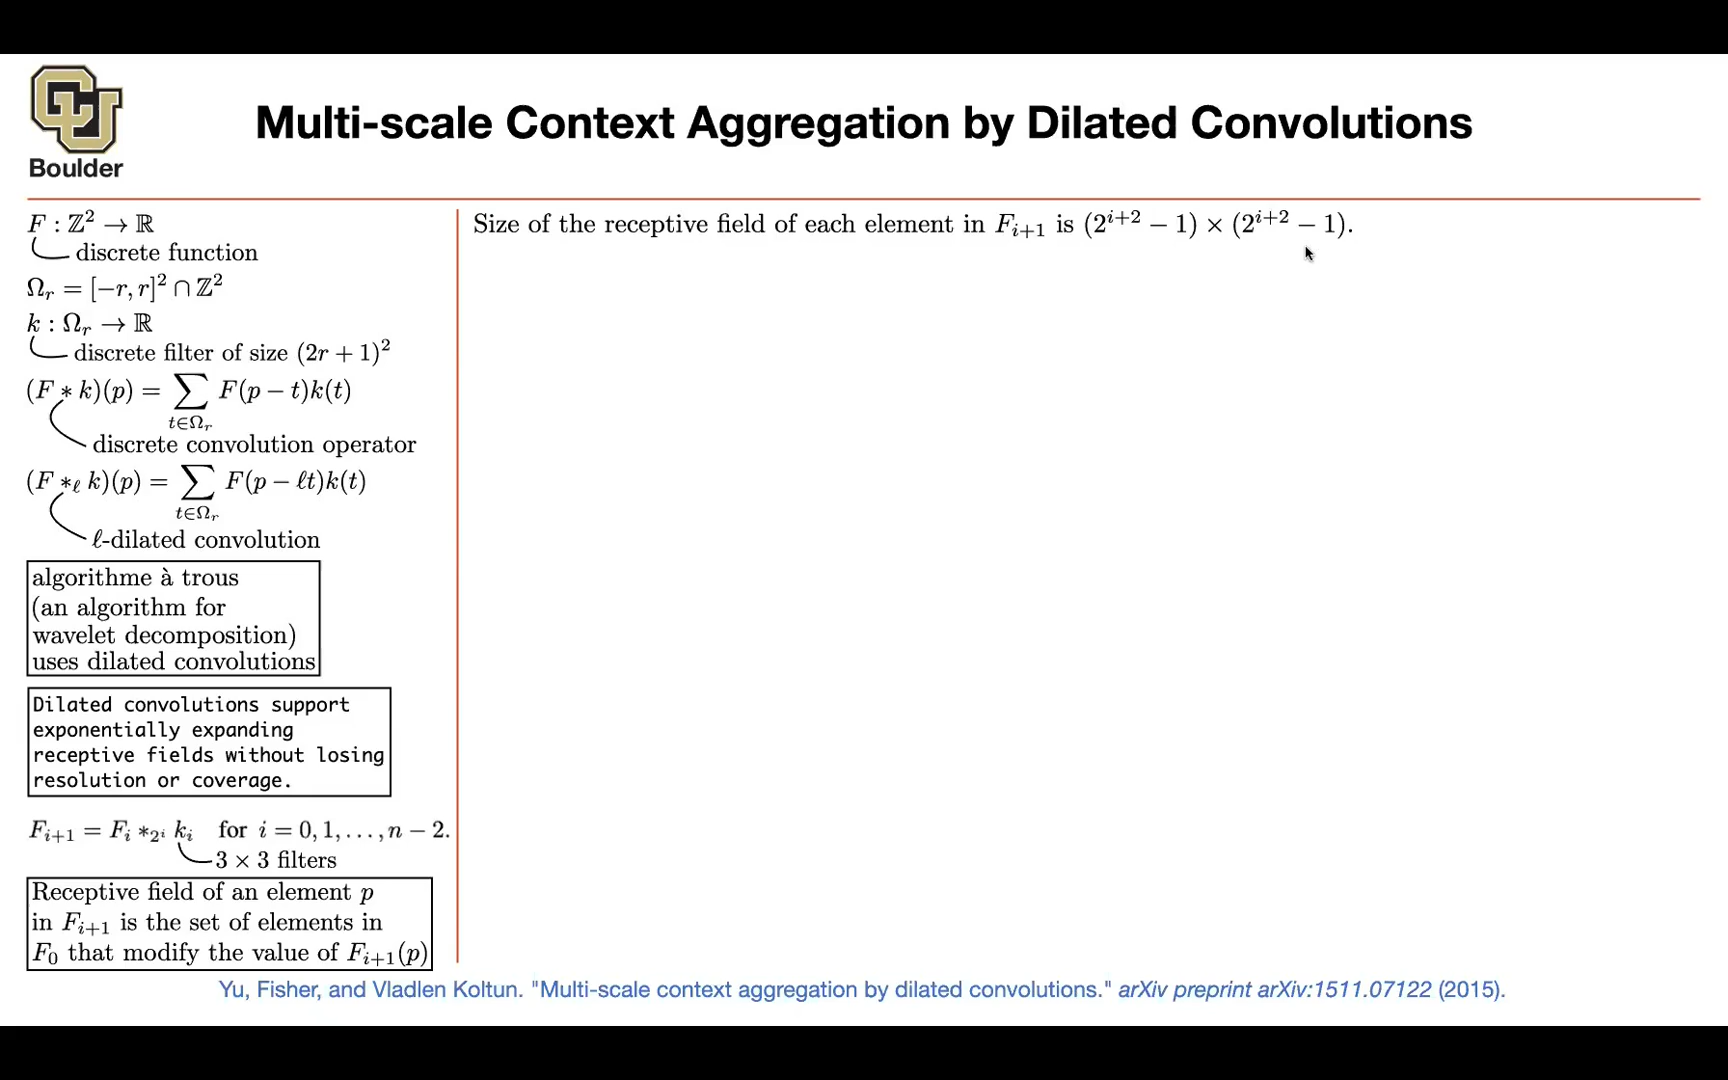 Boulder
Multi-scale Context Aggregation by Dilated Convolutions
F : ℤ² → ℝ
discrete function
Ωᵣ = [−r, r]² ∩ ℤ²
k : Ωᵣ → ℝ
discrete filter of size (2r + 1)²
(F ∗ k)(p) = ∑_{t∈Ωᵣ} F(p − t)k(t)
discrete convolution operator
(F ∗_ℓ k)(p) = ∑_{t∈Ωᵣ} F(p − ℓt)k(t)
ℓ-dilated convolution
algorithme à trous
(an algorithm for
wavelet decomposition)
uses dilated convolutions
Dilated convolutions support
exponentially expanding
receptive fields without losing
resolution or coverage.
F_{i+1} = F_i ∗_{2^i} k_i for i = 0, 1, . . . , n − 2.
3 × 3 filters
Receptive field of an element p
in F_{i+1} is the set of elements in
F_0 that modify the value of F_{i+1}(p)
Size of the receptive field of each element in F_{i+1} is (2^{i+2} − 1) × (2^{i+2} − 1).
Yu, Fisher, and Vladlen Koltun. "Multi-scale context aggregation by dilated convolutions." arXiv preprint arXiv:1511.07122 (2015).